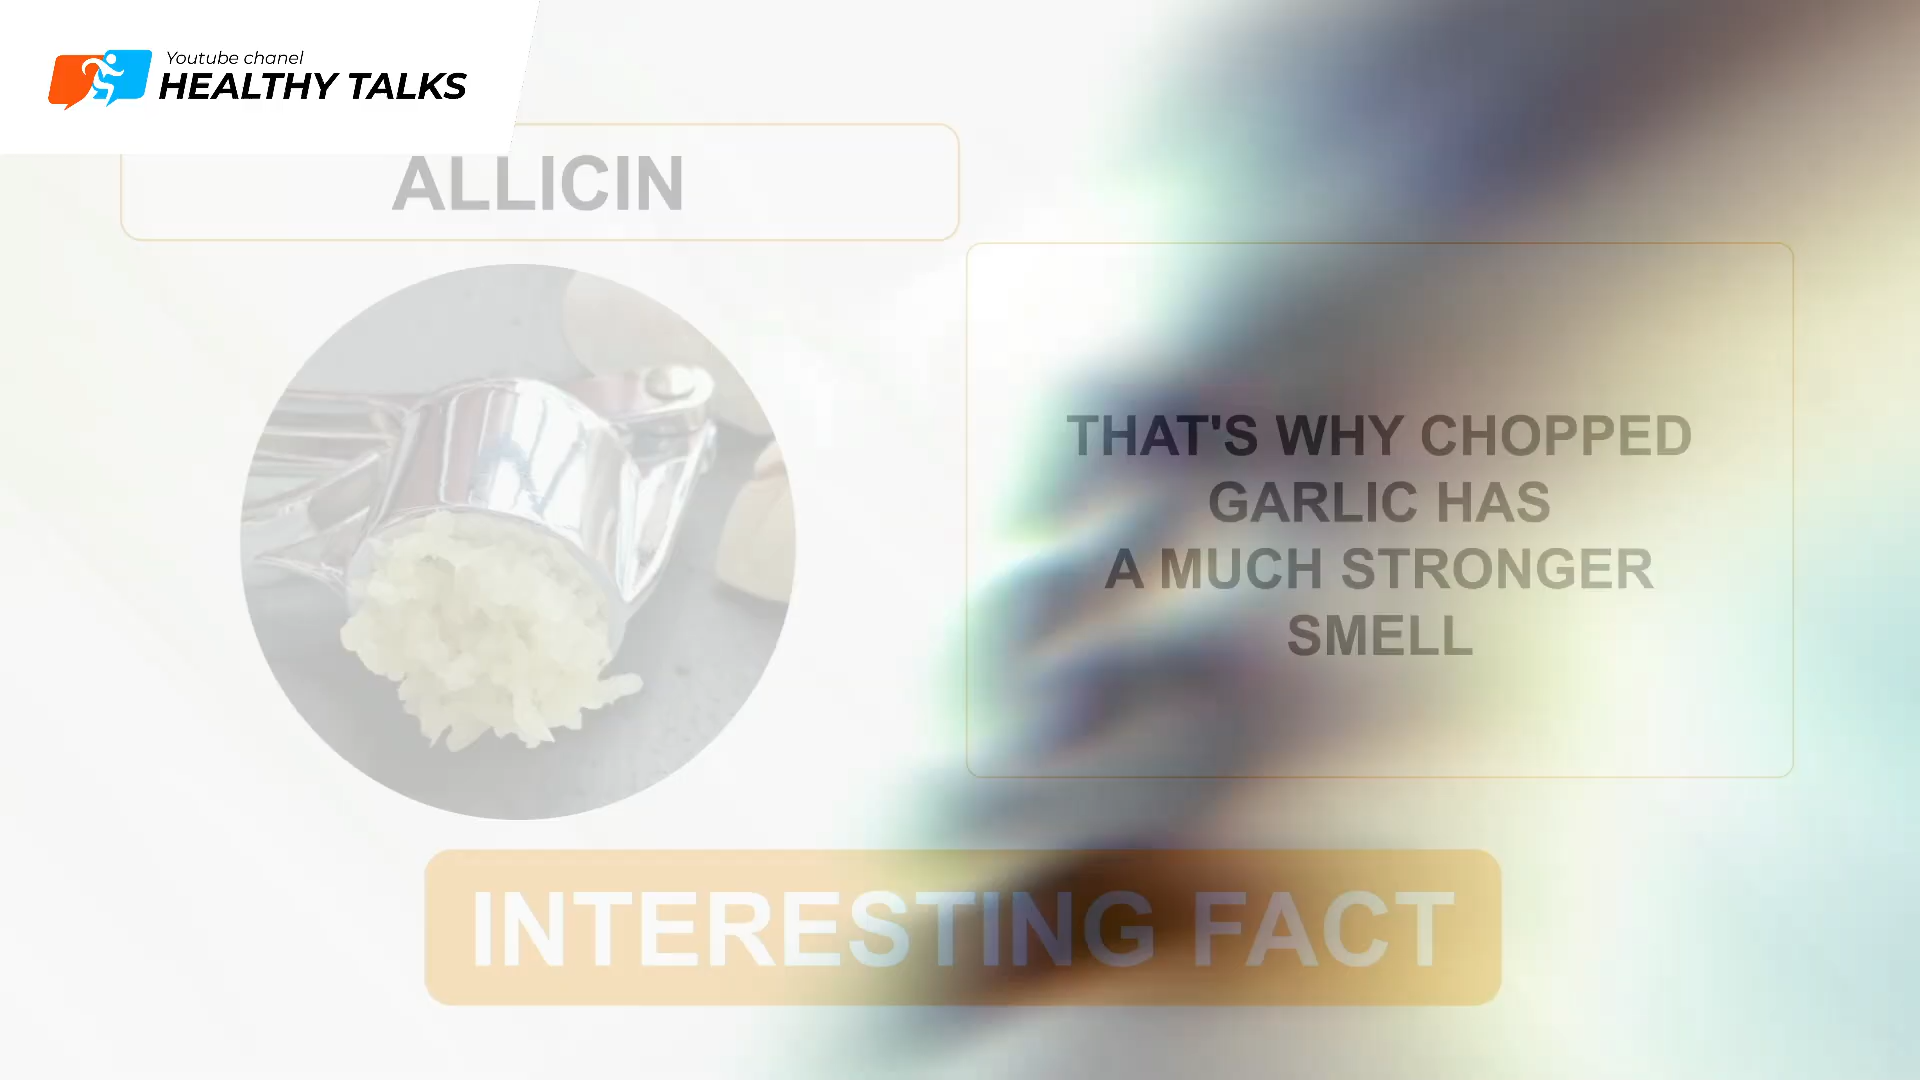 Youtube chanel
HEALTHY TALKS
ALLICIN
THAT'S WHY CHOPPED
GARLIC HAS
A MUCH STRONGER
SMELL
INTERESTING FACT